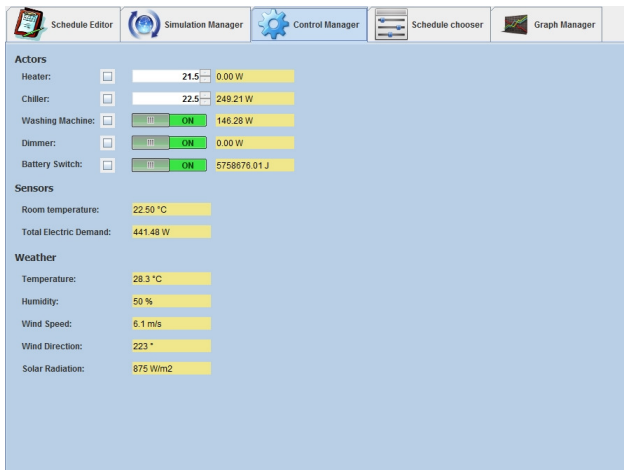 Schedule Editor Simulation Manager Control Manager Schedule chooser Graph Manager
Actors
Heater: 21.5 0.00 W
Chiller: 22.5 249.21 W
Washing Machine: ON 146.28 W
Dimmer: ON 0.00 W
Battery Switch: ON 5758676.01 J
Sensors
Room temperature: 22.50 °C
Total Electric Demand: 441.48 W
Weather
Temperature: 28.3 °C
Humidity: 50 %
Wind Speed: 6.1 m/s
Wind Direction: 223 °
Solar Radiation: 875 W/m2